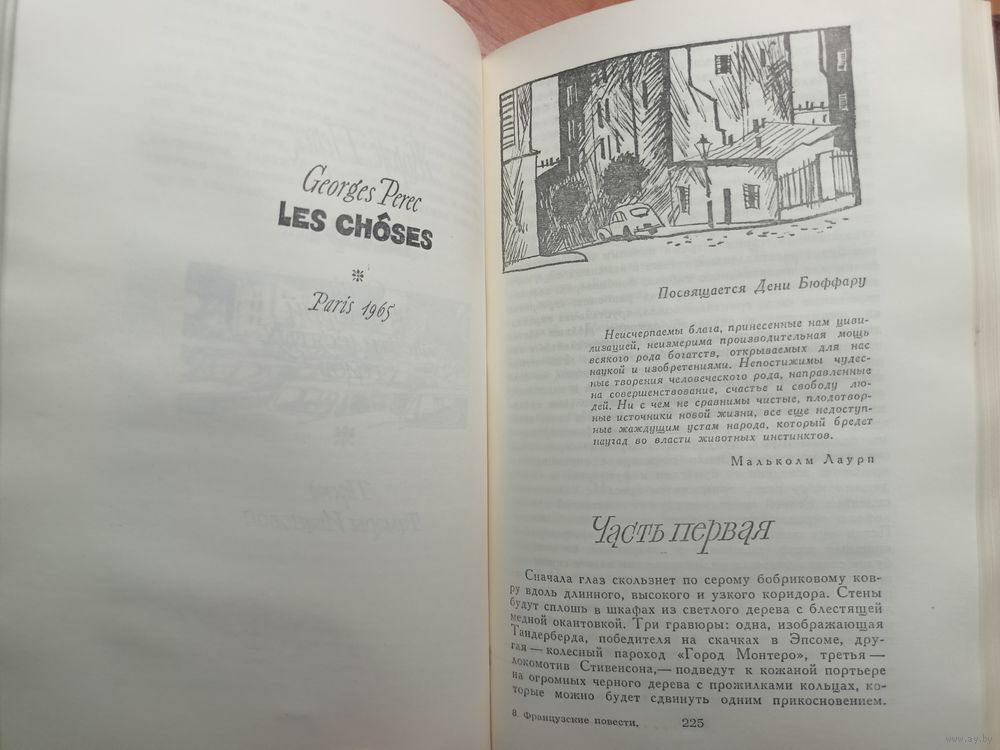 Georges Perec
LES CHÔSES
Paris 1965
Посвящается Дени Бюффару
Неисчерпаемы блага, принесенные нам циви-
лизацией, неизмерима производительная мощь
всякого рода богатств, открываемых для нас
наукой и изобретениями. Непостижимы чудес-
ные творения человеческого рода, направленные
на совершенствование, счастье и свободу лю-
дей. Ни с чем не сравнимы чистые, плодотвор-
ные источники новой жизни, все еще недоступ-
ные жаждущим устам народа, который бредет
наугад во власти животных инстинктов.
Малькольм Лаури
Часть первая
Сначала глаз скользнет по серому бобриковому ков-
ру вдоль длинного, высокого и узкого коридора. Стены
будут сплошь в шкафах из светлого дерева с блестящей
медной окантовкой. Три гравюры: одна, изображающая
Тандерберда, победителя на скачках в Эпсоме, дру-
гая — колесный пароход «Город Монтеро», третья —
локомотив Стивенсона,— подведут к кожаной портьере
на огромных черного дерева с прожилками кольцах, ко-
торые можно будет сдвинуть одним прикосновением.
8. Французские повести.
225
www.ay.by